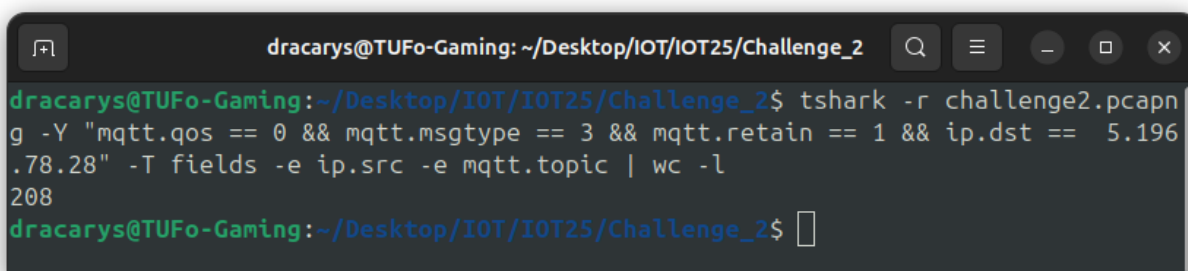 dracarys@TUFo-Gaming: ~/Desktop/IOT/IOT25/Challenge_2
dracarys@TUFo-Gaming:~/Desktop/IOT/IOT25/Challenge_2$ tshark -r challenge2.pcapn
g -Y "mqtt.qos == 0 && mqtt.msgtype == 3 && mqtt.retain == 1 && ip.dst ==  5.196
.78.28" -T fields -e ip.src -e mqtt.topic | wc -l
208
dracarys@TUFo-Gaming:~/Desktop/IOT/IOT25/Challenge_2$